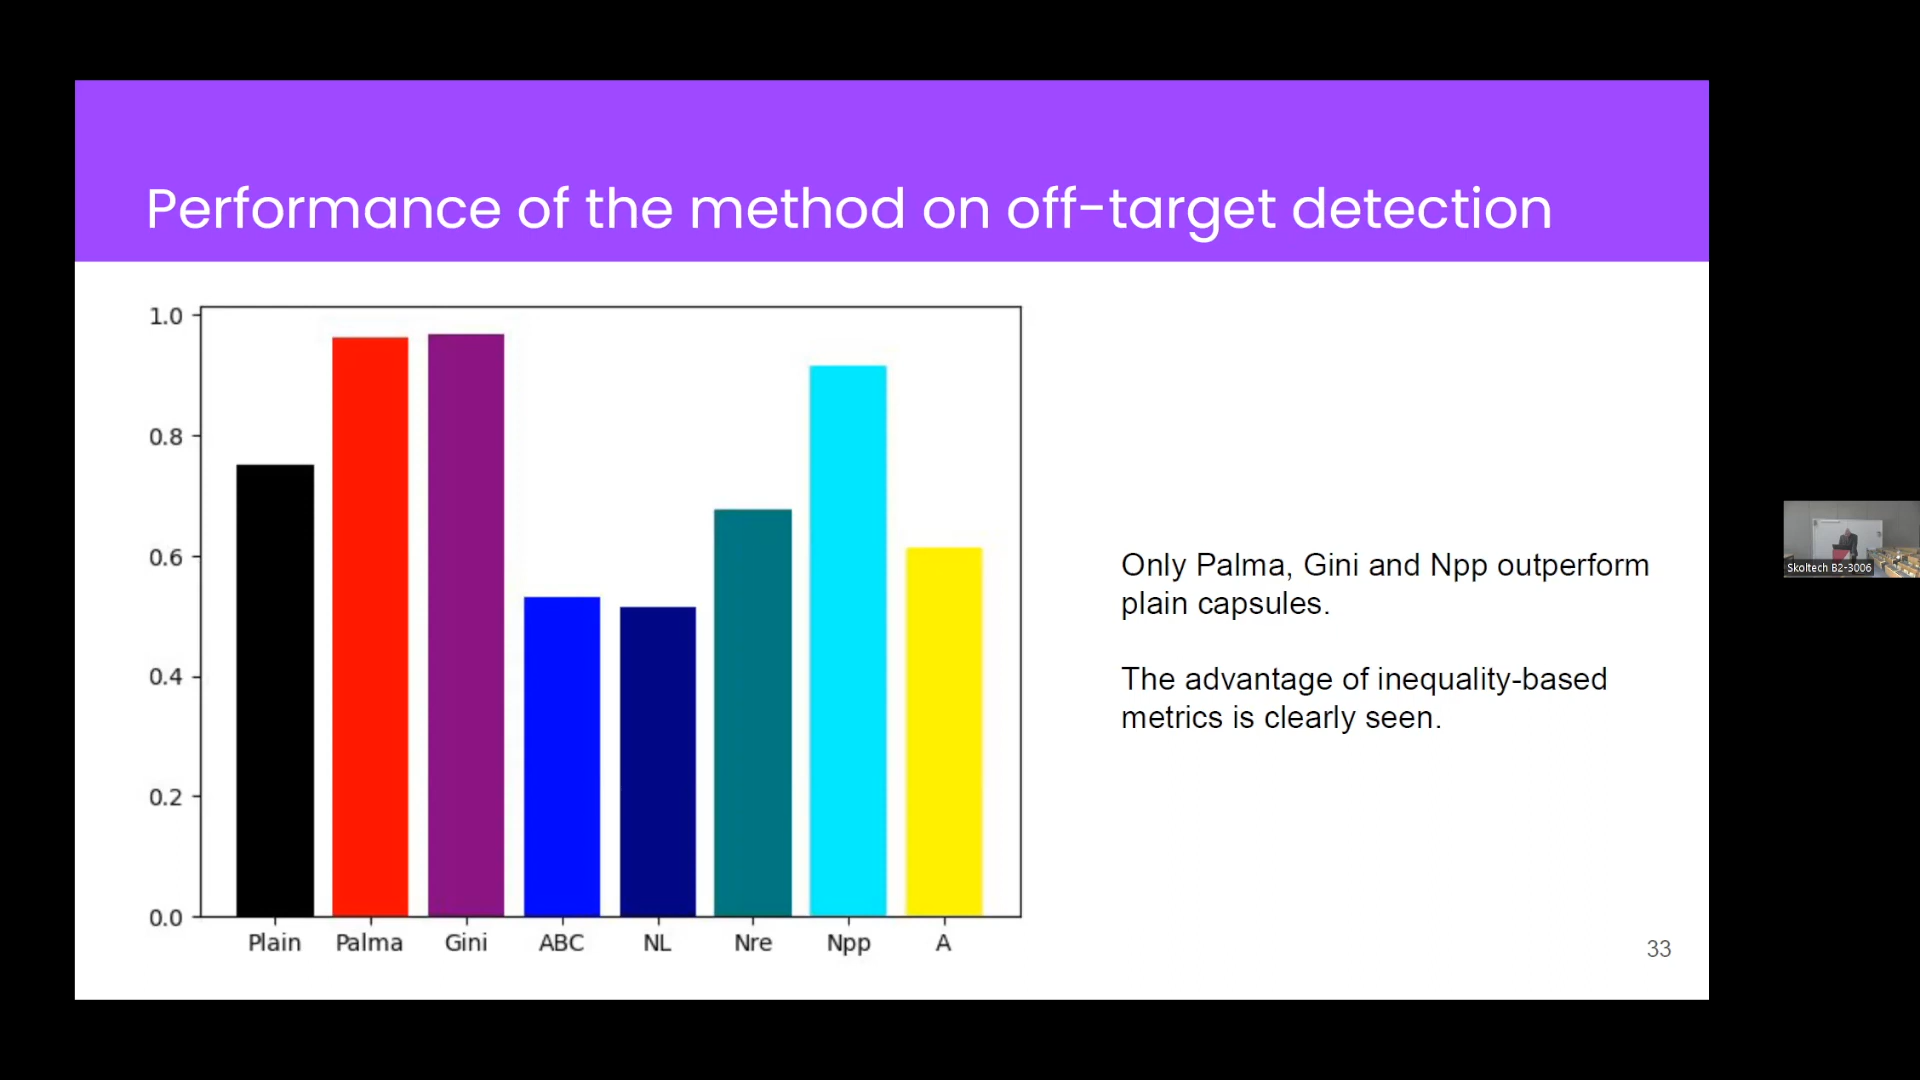 Performance of the method on off-target detection
1.0
0.8
0.6
0.4
0.2
0.0
Plain Palma Gini ABC NL Nre Npp A
Only Palma, Gini and Npp outperform
plain capsules.
The advantage of inequality-based
metrics is clearly seen.
33
Skoltech B2-3006